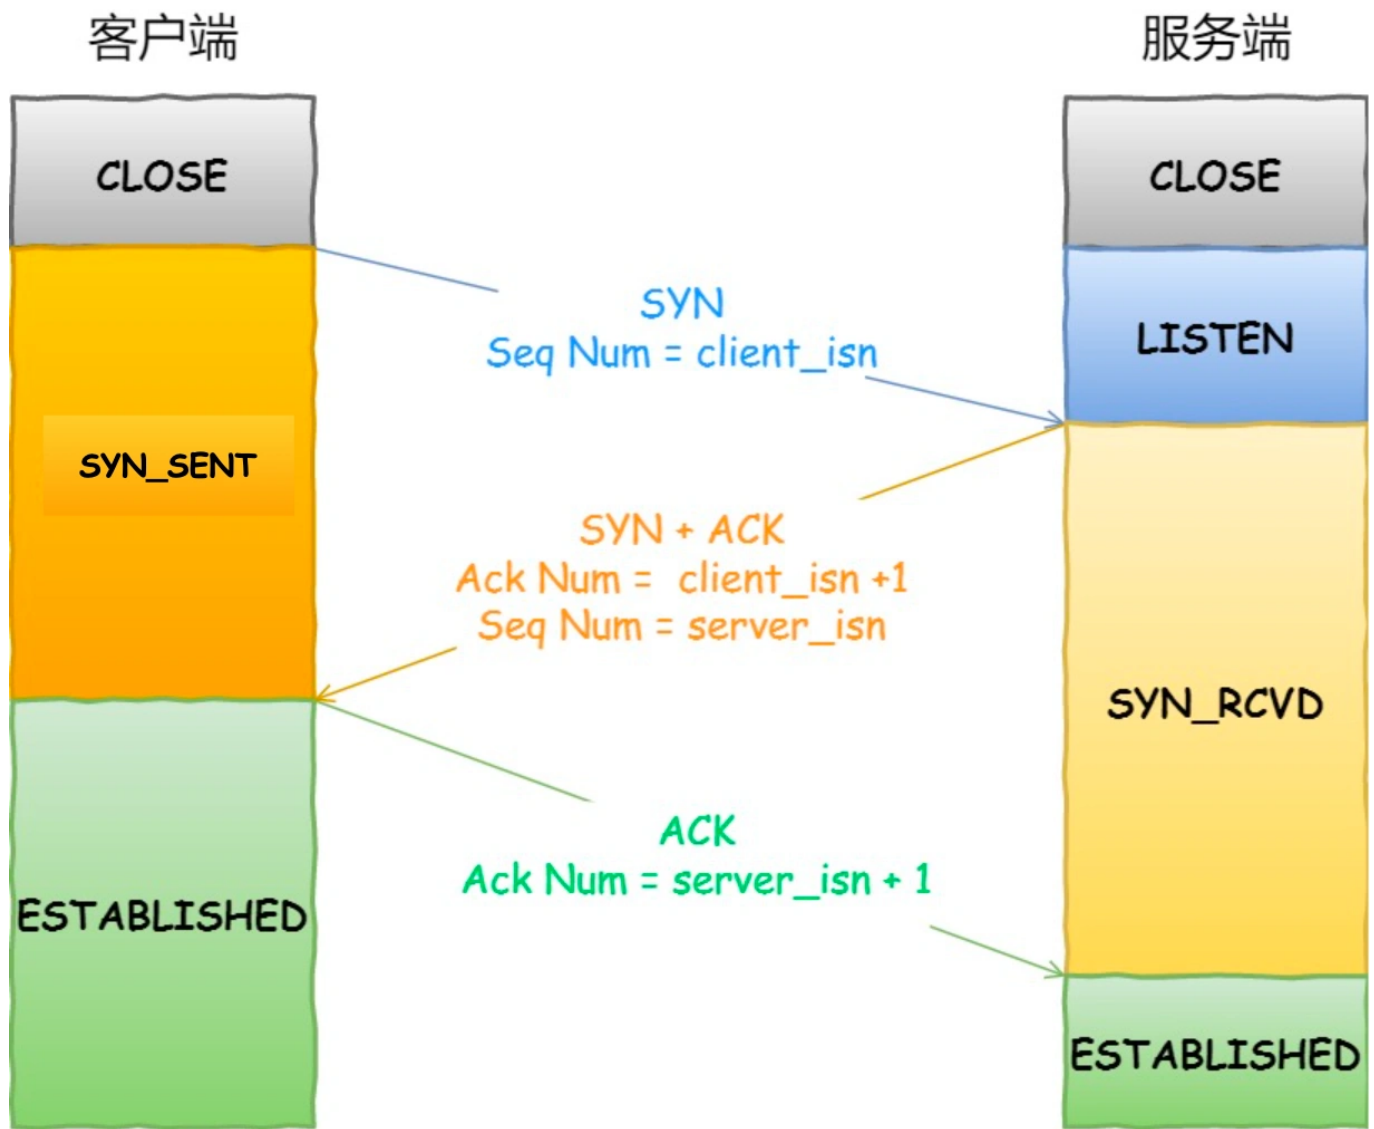 客户端
服务端
CLOSE
CLOSE
SYN
Seq Num = client_isn
LISTEN
SYN_SENT
SYN + ACK
Ack Num = client_isn +1
Seq Num = server_isn
SYN_RCVD
ACK
Ack Num = server_isn + 1
ESTABLISHED
ESTABLISHED